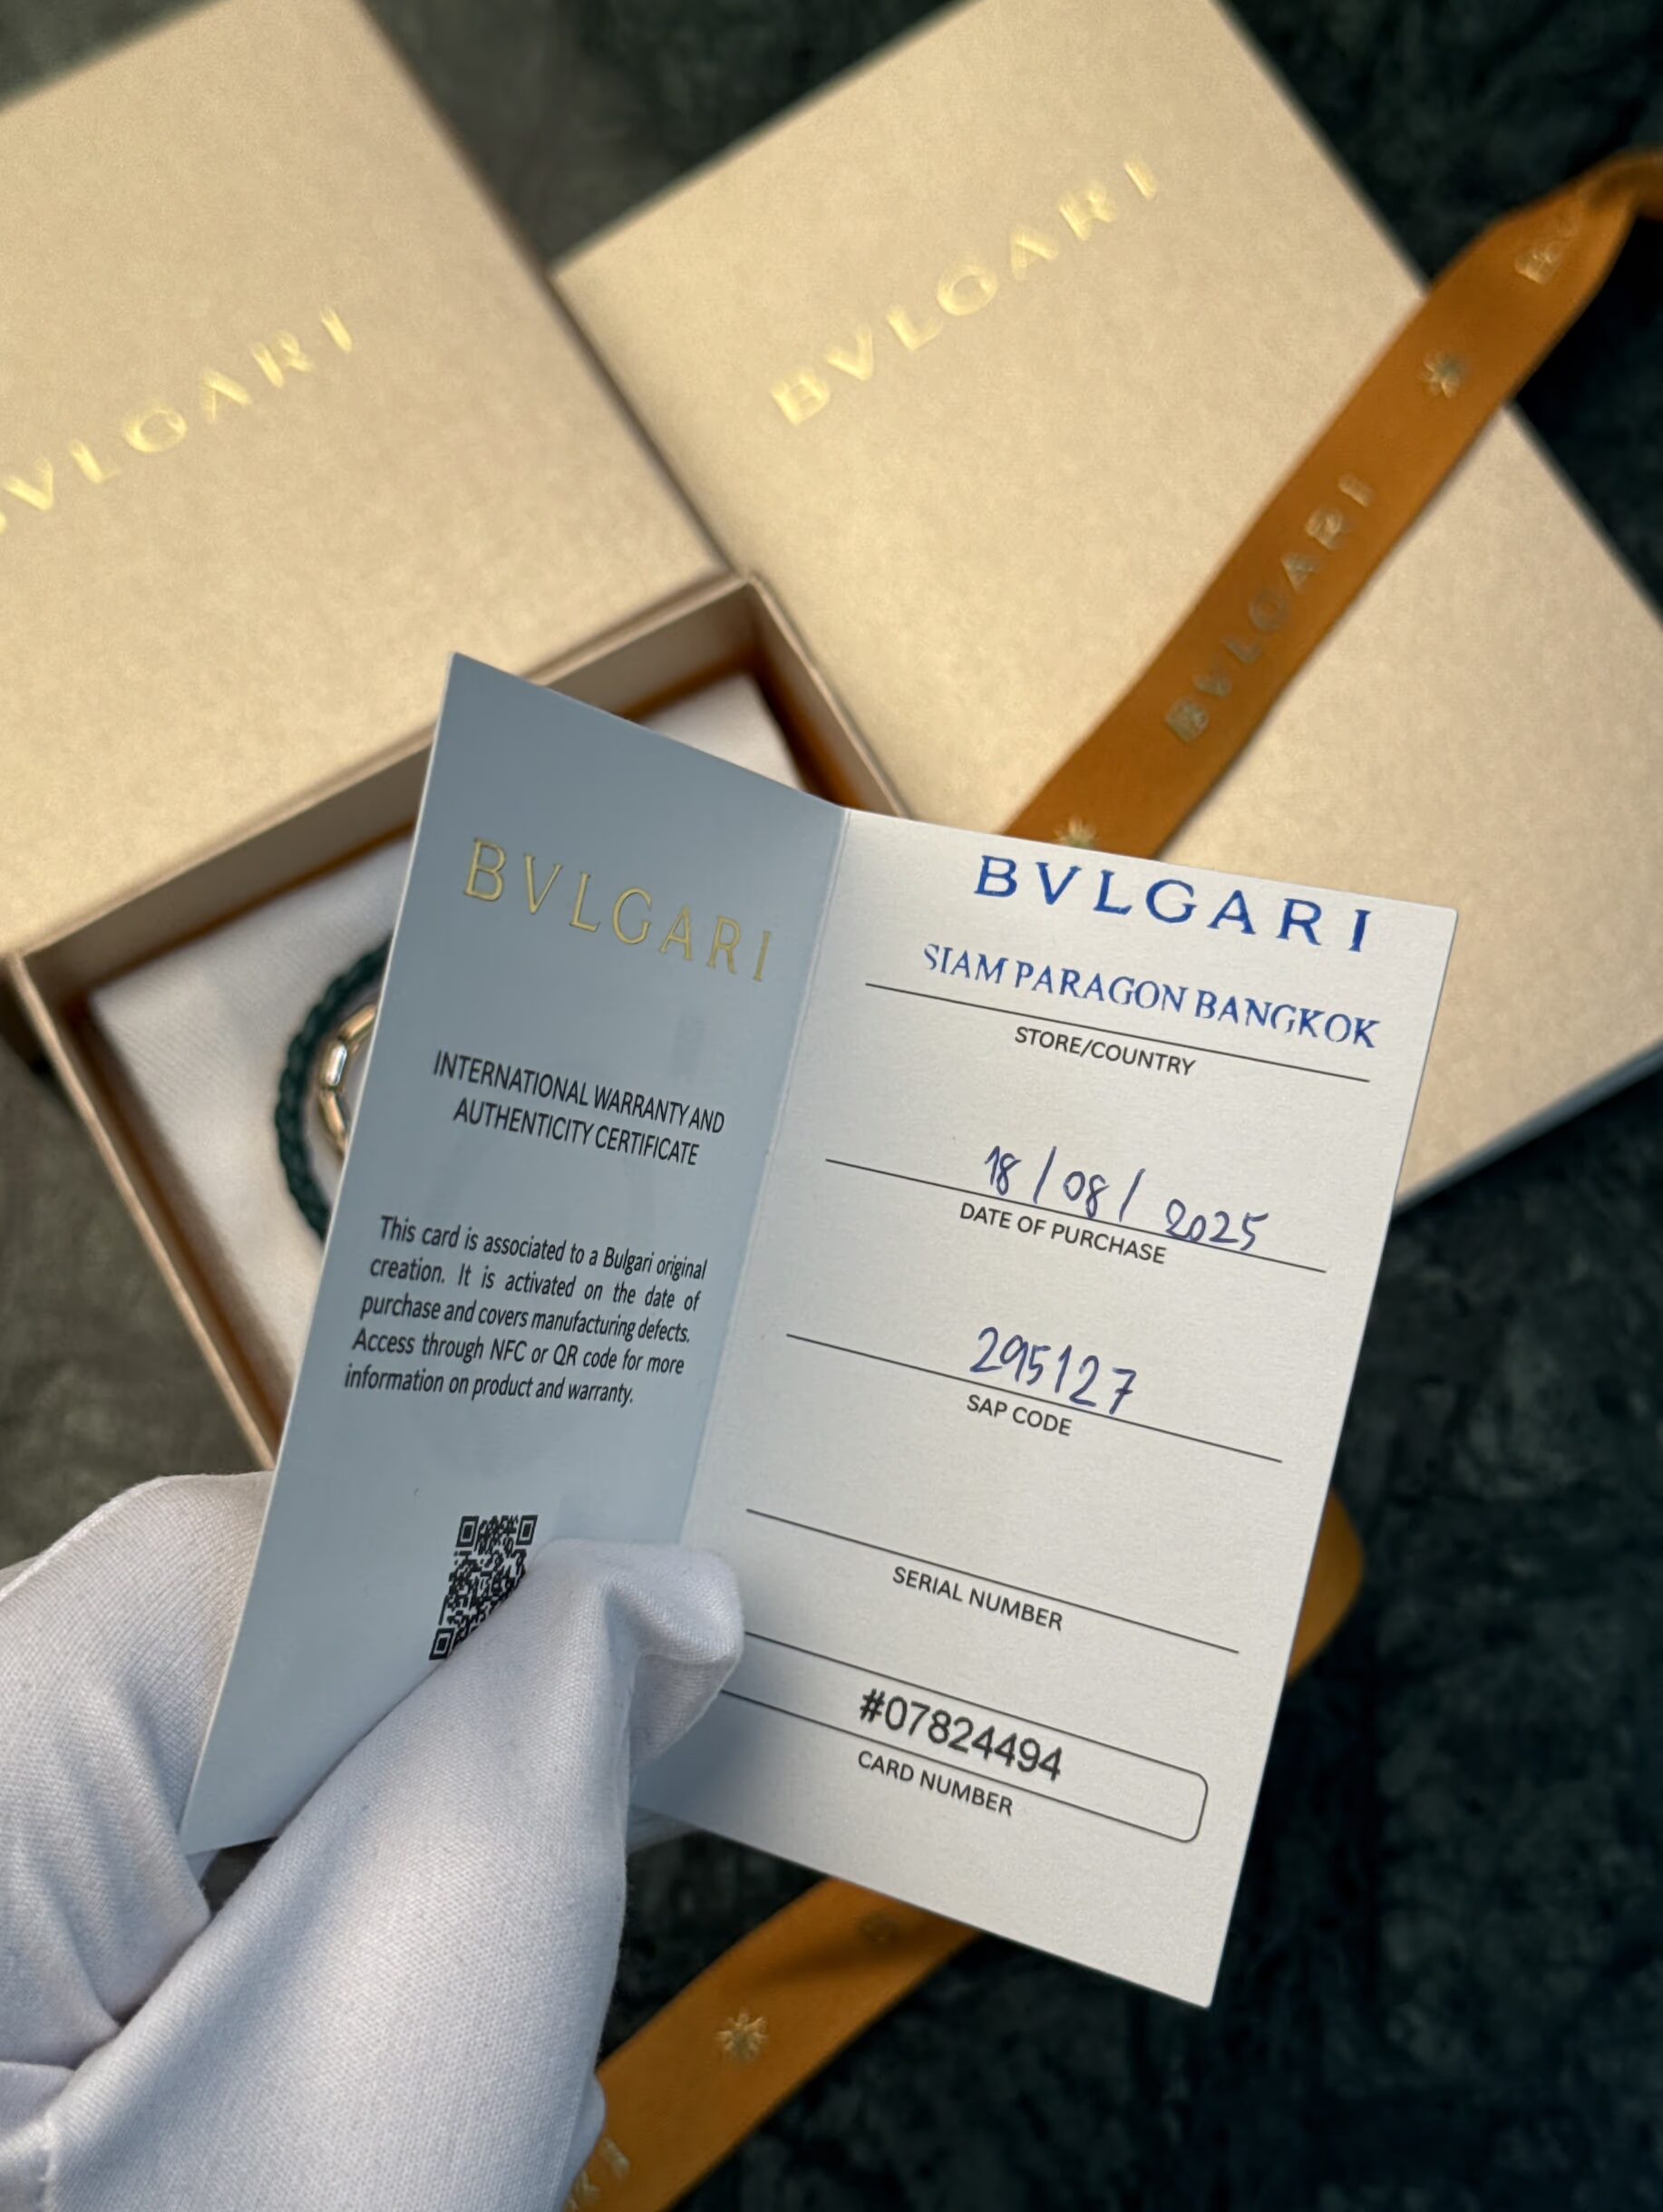 BVLGARI
VLGARI
BVLGARI
BVLGARI
INTERNATIONAL WARRANTY AND
AUTHENTICITY CERTIFICATE
This card is associated to a Bulgari original
creation. It is activated on the date of
purchase and covers manufacturing defects.
Access through NFC or QR code for more
information on product and warranty.
BVLGARI
SIAM PARAGON BANGKOK
STORE/COUNTRY
18/08/2025
DATE OF PURCHASE
295127
SAP CODE
SERIAL NUMBER
#07824494
CARD NUMBER